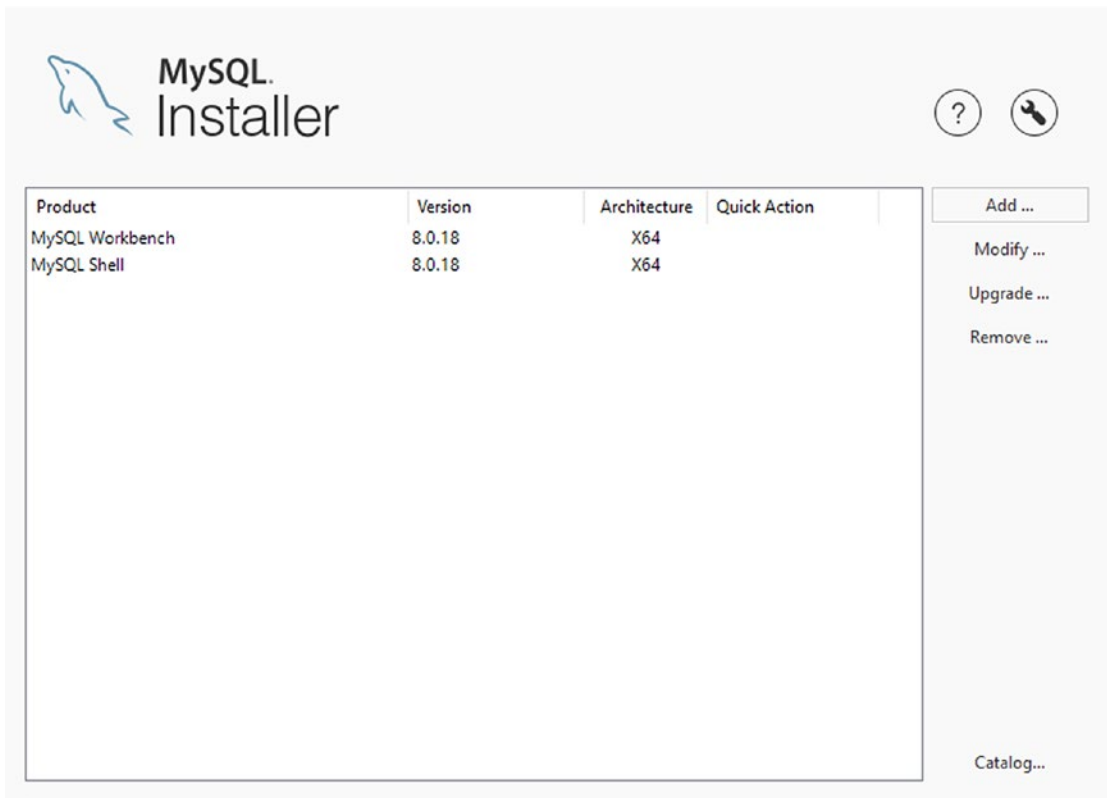 MySQL.
Installer
?
Product Version Architecture Quick Action
MySQL Workbench 8.0.18 X64
MySQL Shell 8.0.18 X64
Add ...
Modify ...
Upgrade ...
Remove ...
Catalog...